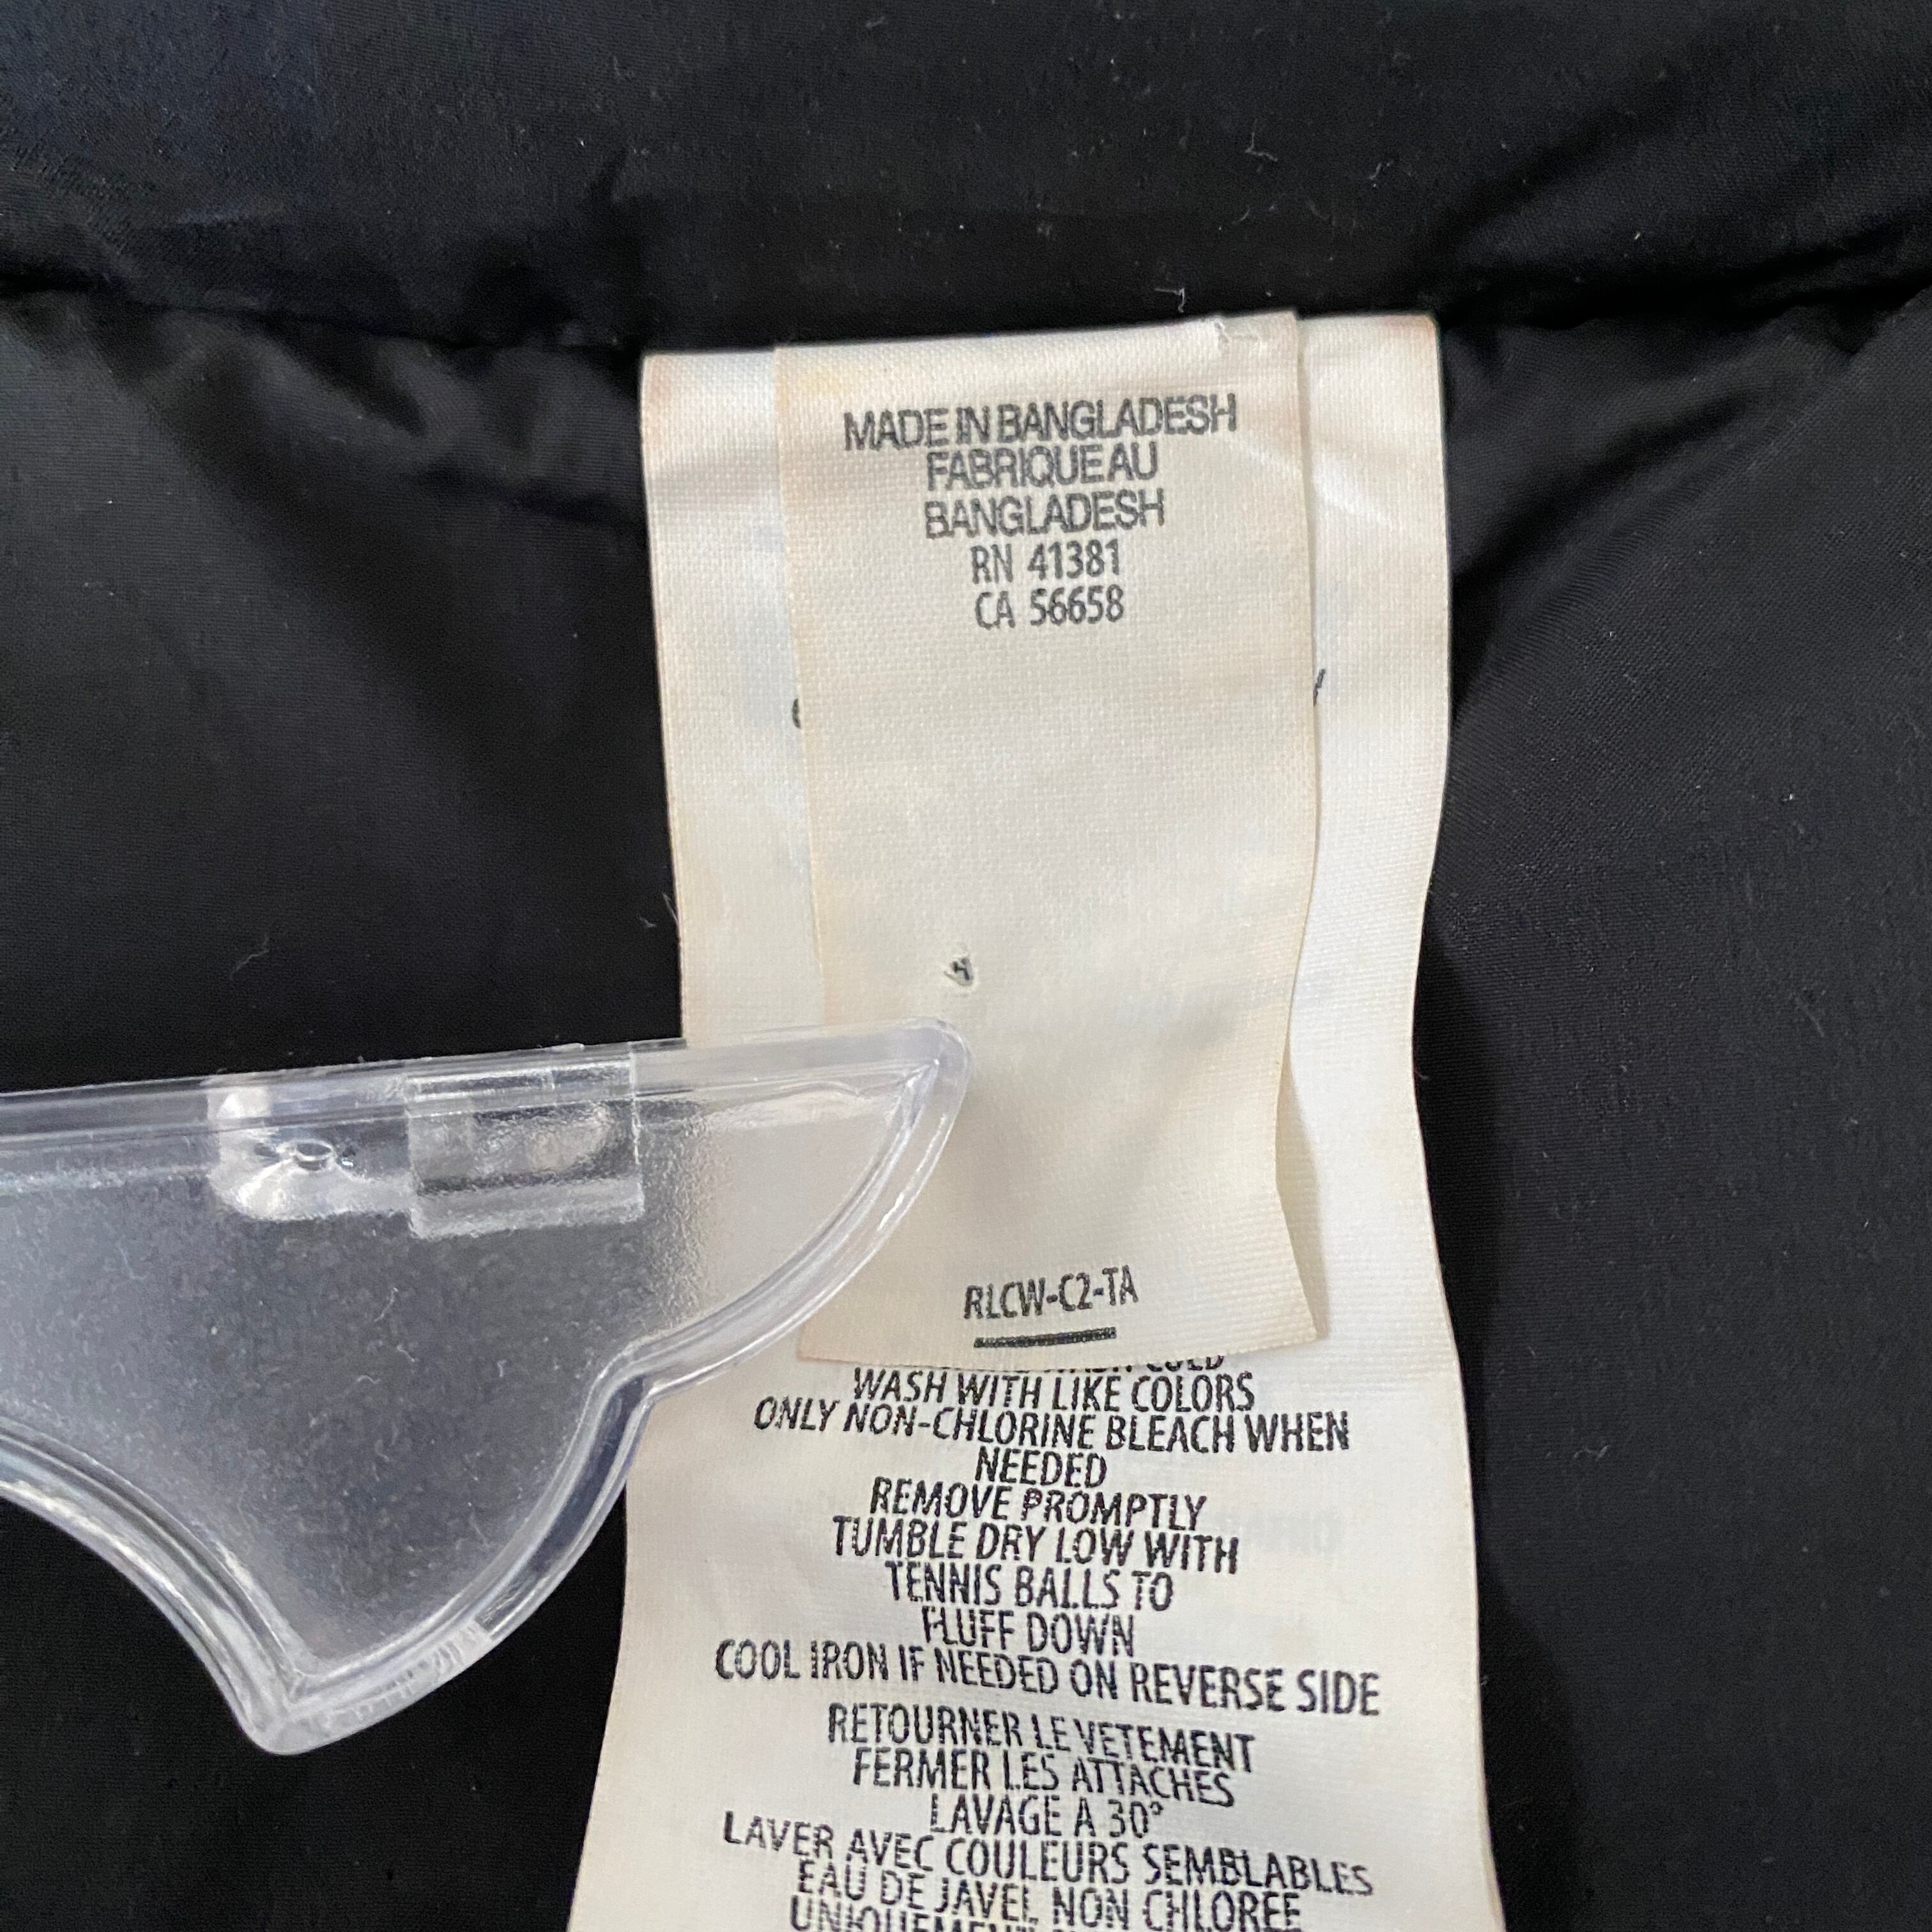 MADE IN BANGLADESH
FABRIQUE AU
BANGLADESH
RN 41381
CA 56658
RLCW-C2-TA
COLD
WASH WITH LIKE COLORS
ONLY NON-CHLORINE BLEACH WHEN
NEEDED
REMOVE PROMPTLY
TUMBLE DRY LOW WITH
TENNIS BALLS TO
FLUFF DOWN
COOL IRON IF NEEDED ON REVERSE SIDE
RETOURNER LE VETEMENT
FERMER LES ATTACHES
LAVAGE A 30°
LAVER AVEC COULEURS SEMBLABLES
EAU DE JAVEL NON CHLOREE